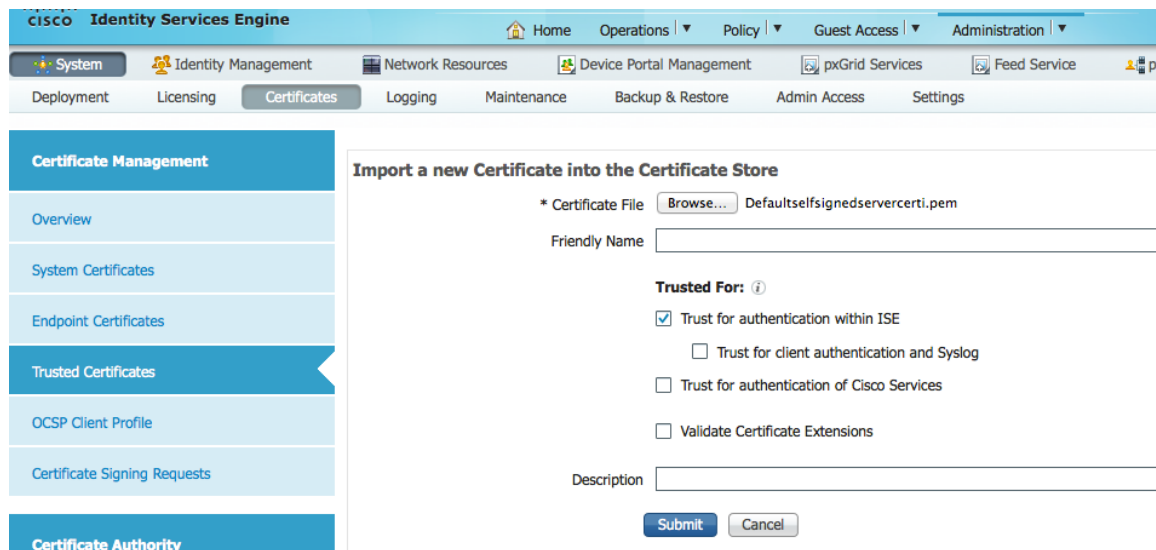 CISCO Identity Services Engine
Home Operations Policy Guest Access Administration
System Identity Management Network Resources Device Portal Management pxGrid Services Feed Service p
Deployment Licensing Certificates Logging Maintenance Backup & Restore Admin Access Settings
Certificate Management
Overview
System Certificates
Endpoint Certificates
Trusted Certificates
OCSP Client Profile
Certificate Signing Requests
Certificate Authority
Import a new Certificate into the Certificate Store
* Certificate File Browse... Defaultselfsignedservercerti.pem
Friendly Name
Trusted For:
Trust for authentication within ISE
Trust for client authentication and Syslog
Trust for authentication of Cisco Services
Validate Certificate Extensions
Description
Submit Cancel